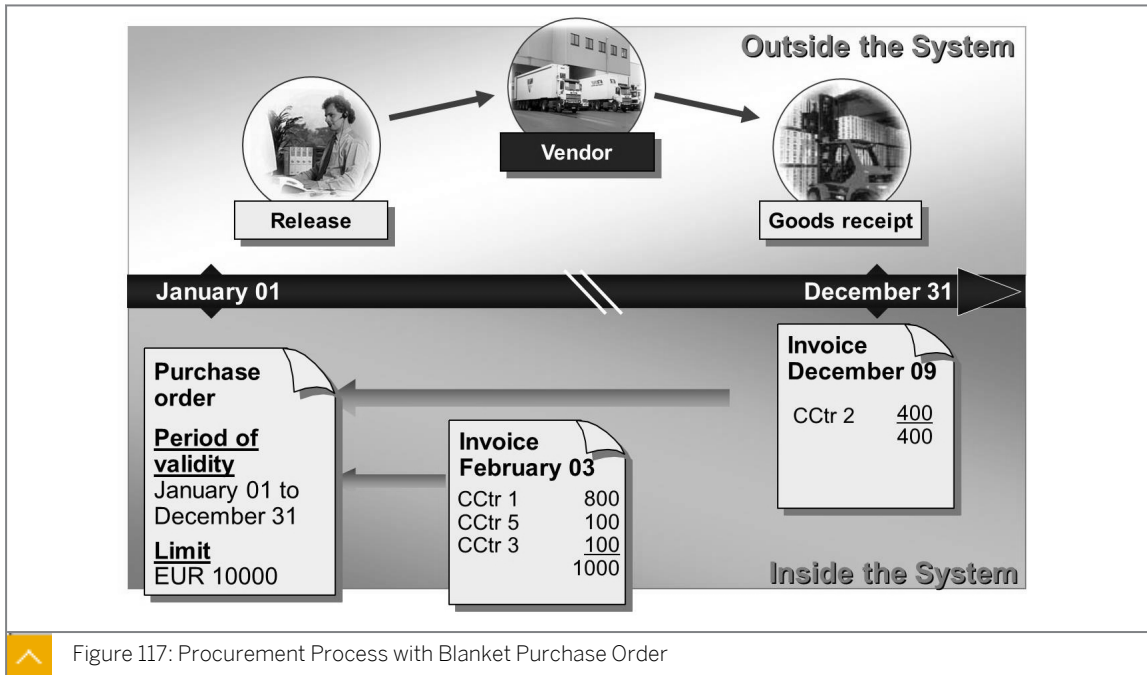 Outside the System
Vendor
Release
Goods receipt
January 01
December 31
Purchase
order
Period of
validity
January 01 to
December 31
Limit
EUR 10000
Invoice
February 03
CCtr 1 800
CCtr 5 100
CCtr 3 100
1000
Invoice
December 09
CCtr 2 400
400
Inside the System
Figure 117: Procurement Process with Blanket Purchase Order